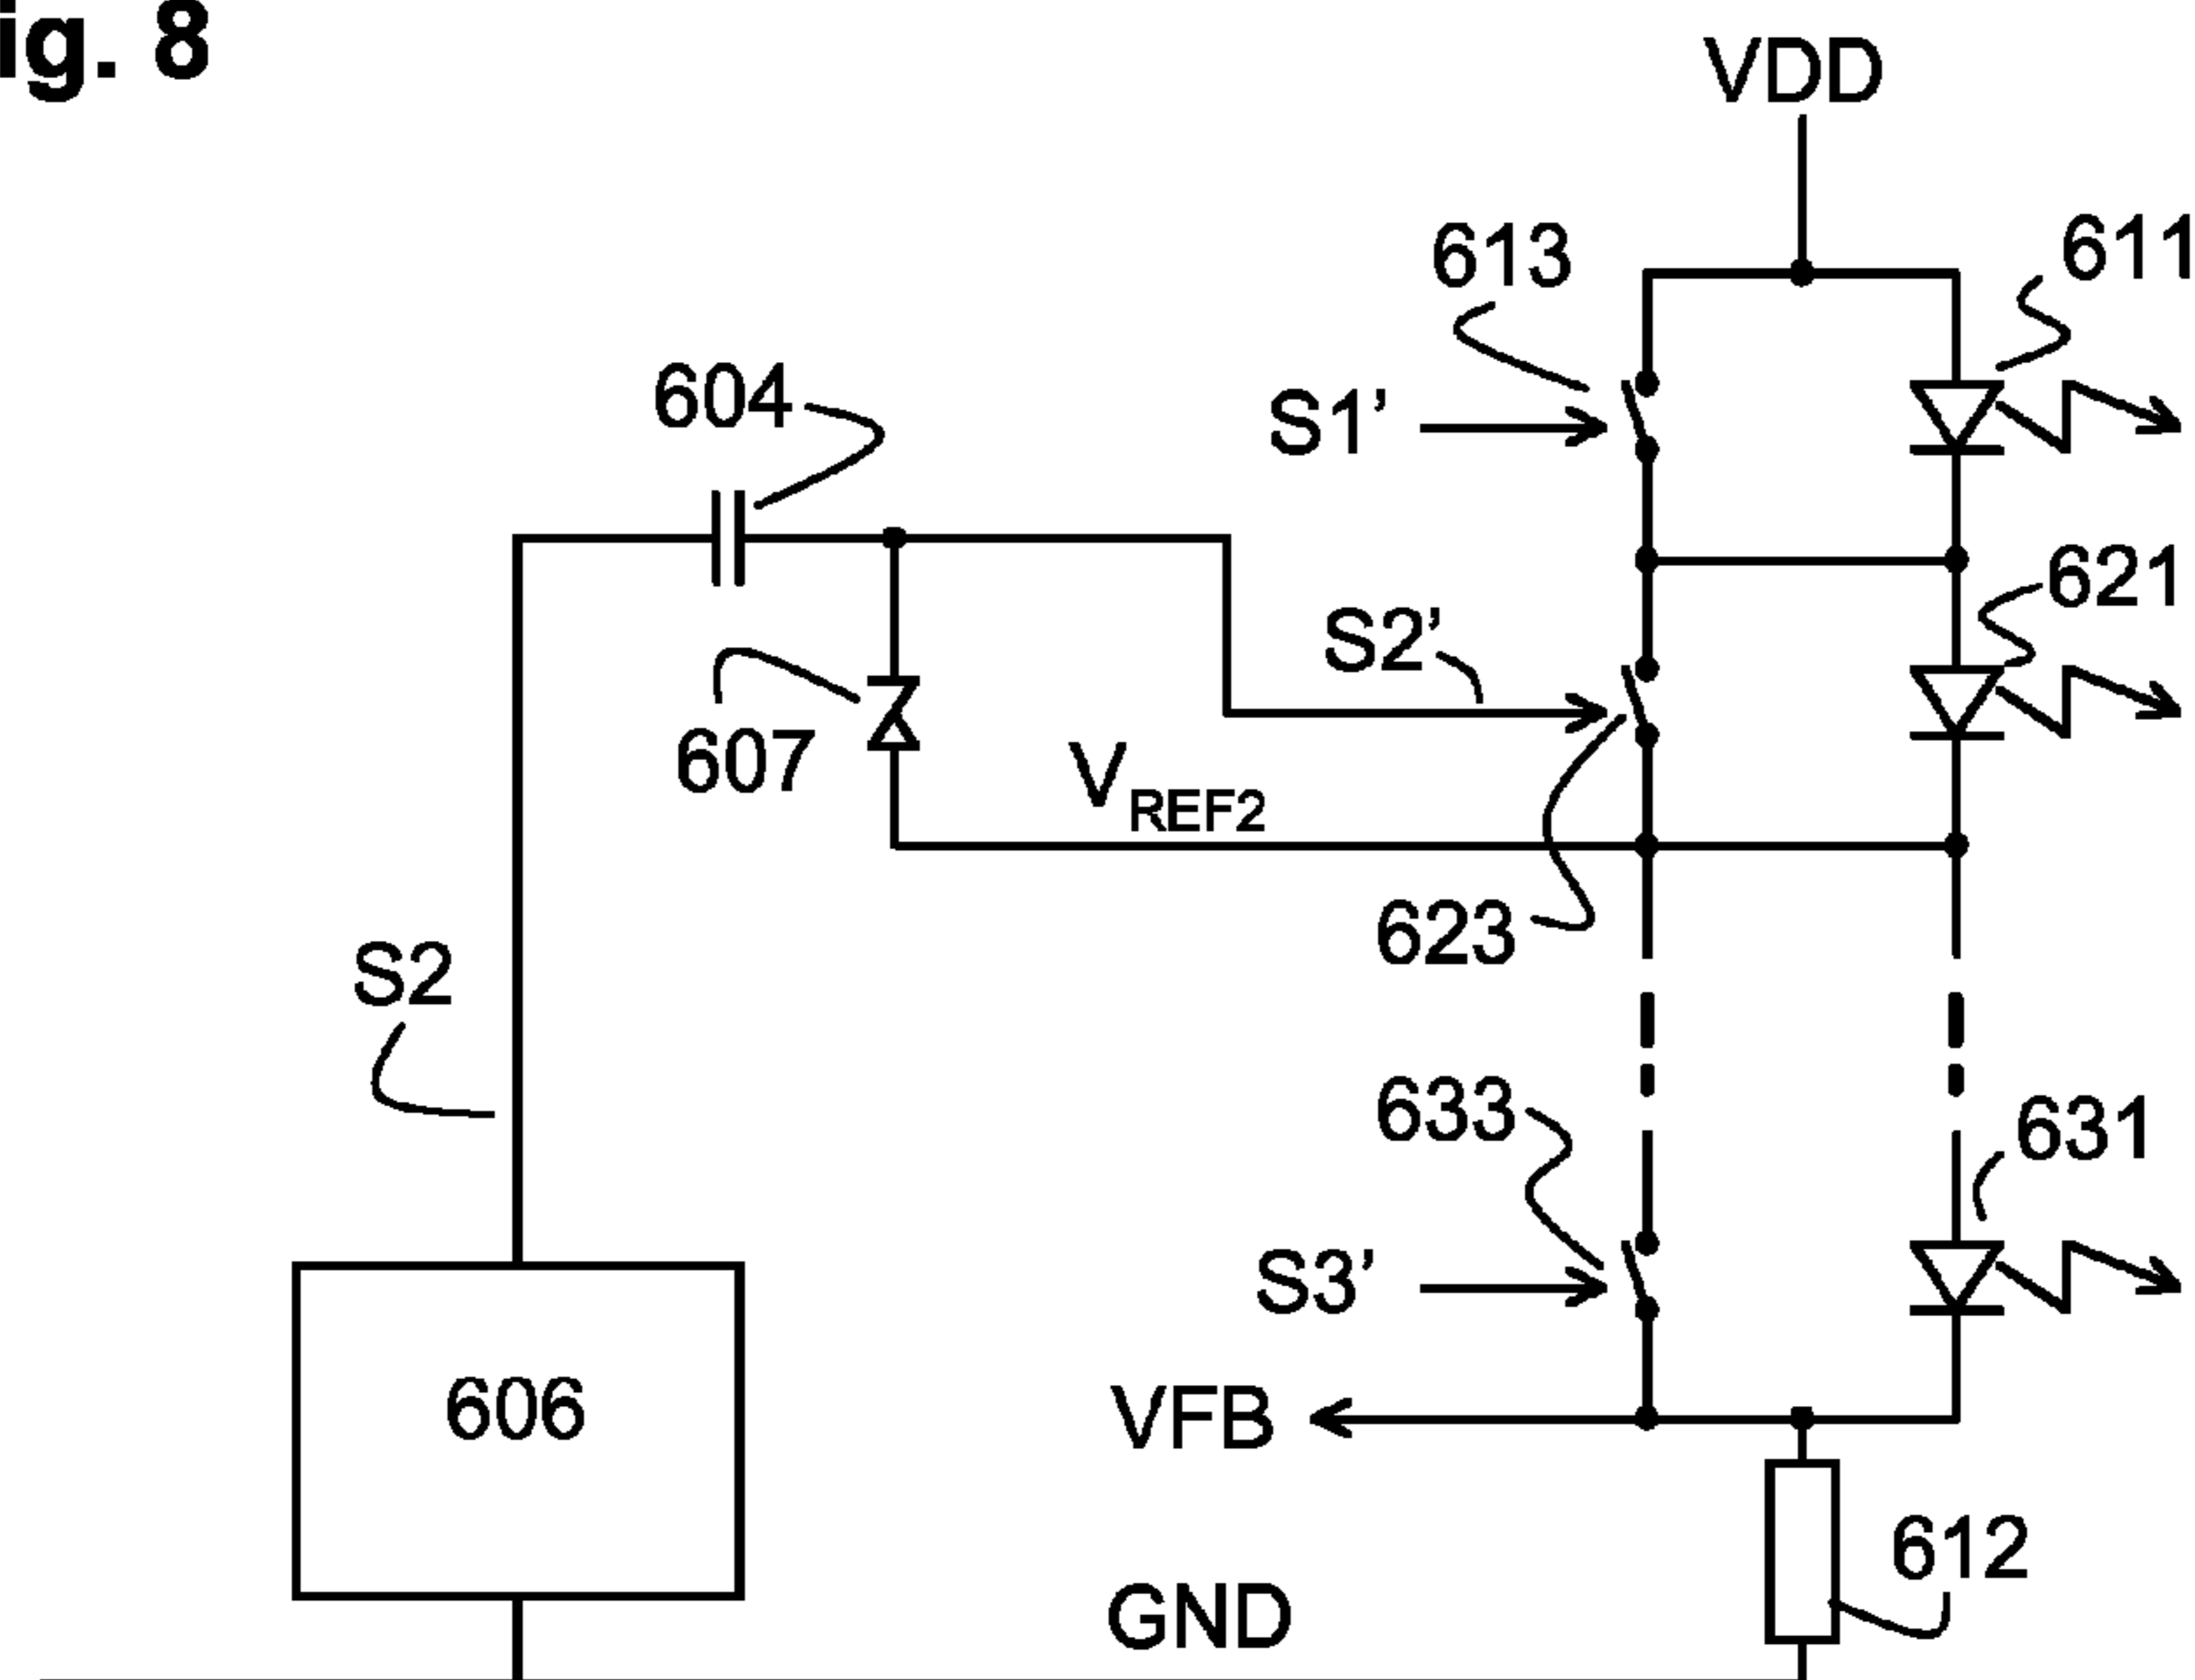 ig. 8
VDD
613
611
604
S1’
621
S2’
607
VREF2
623
S2
633
631
S3’
606
VFB
612
GND